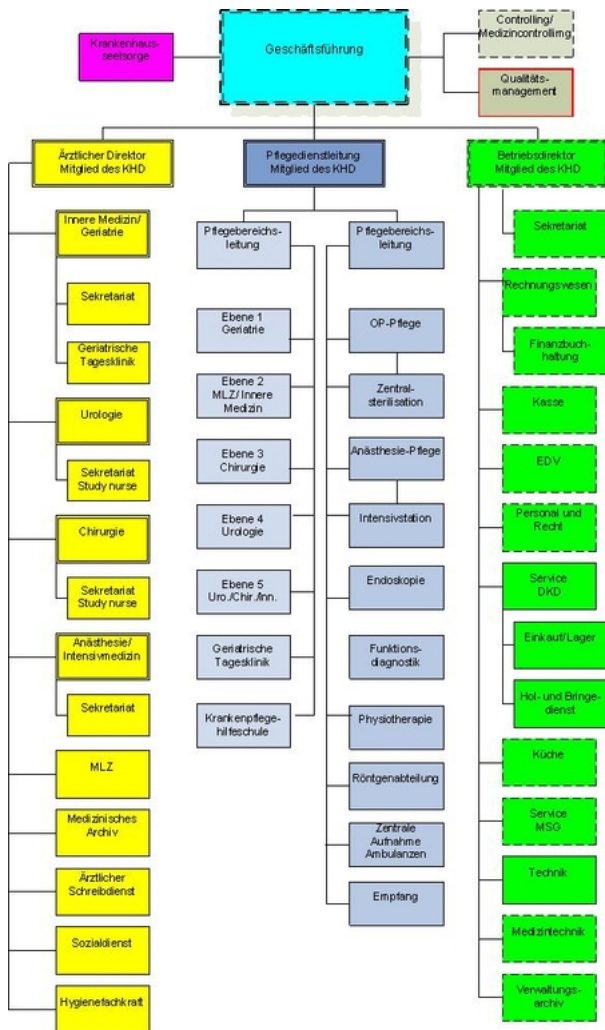 Krankenhaus-
seelsorge
Geschäftsführung
Controlling/
Medizincontrollimg
Qualitäts-
management
Ärztlicher Direktor
Mitglied des KHD
Pflegedienstleitung
Mitglied des KHD
Betriebsdirektor
Mitglied des KHD
Innere Medizin/
Geriatrie
Sekretariat
Geriatrische
Tagesklinik
Urologie
Sekretariat
Study nurse
Chirurgie
Sekretariat
Study nurse
Anästhesie/
Intensivmedizin
Sekretariat
MLZ
Medizinisches
Archiv
Ärztlicher
Schreibdienst
Sozialdienst
Hygienefachkraft
Pflegebereichs-
leitung
Ebene 1
Geriatrie
Ebene 2
MLZ/ Innere
Medizin
Ebene 3
Chirurgie
Ebene 4
Urologie
Ebene 5
Uro./Chir./Inn.
Geriatrische
Tagesklinik
Krankenpflege-
hilfeschule
Pflegebereichs-
leitung
OP-Pflege
Zentral-
sterilisation
Anästhesie-Pflege
Intensivstation
Endoskopie
Funktions-
diagnostik
Physiotherapie
Röntgenabteilung
Zentrale
Aufnahme
Ambulanzen
Empfang
Sekretariat
Rechnungswesen
Finanzbuch-
haltung
Kasse
EDV
Personal und
Recht
Service
DKD
Einkauf/Lager
Hol- und Bringe-
dienst
Küche
Service
MSG
Technik
Medizintechnik
Verwaltungs-
archiv